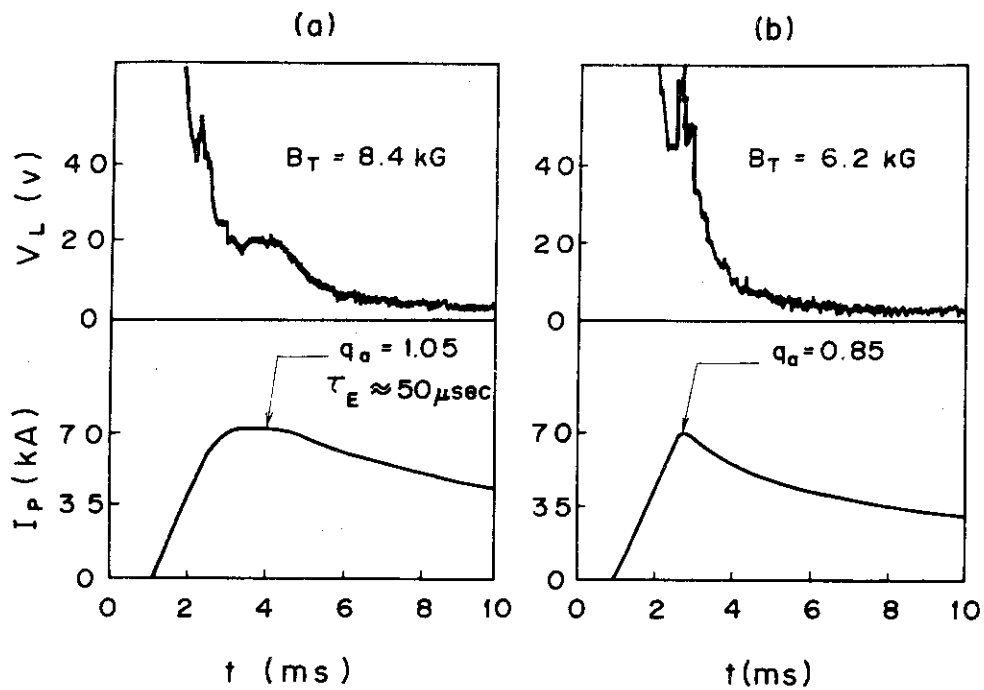 (a)
(b)
V_L (v)
40
20
0
B_T = 8.4 kG
B_T = 6.2 kG
40
20
0
q_a = 1.05
τ_E ≈ 50 μsec
q_a = 0.85
I_P (kA)
70
35
0
70
35
0
0 2 4 6 8 10
0 2 4 6 8 10
t (ms)
t (ms)